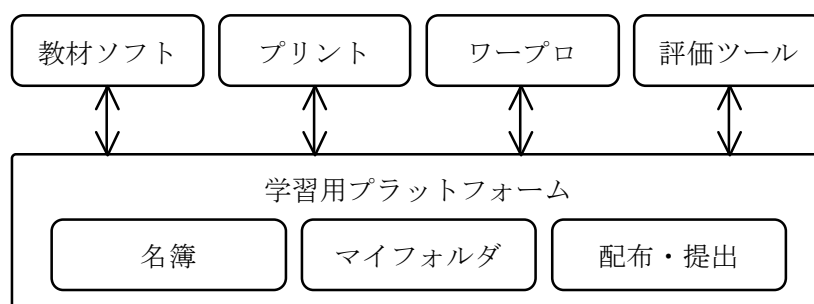 教材ソフト プリント ワープロ 評価ツール
学習用プラットフォーム
名簿 マイフォルダ 配布・提出